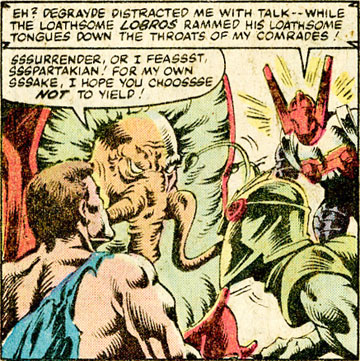 EH? DEGRAYDE DISTRACTED ME WITH TALK--WHILE
THE LOATHSOME LOBROS RAMMED HIS LOATHSOME
TONGUES DOWN THE THROATS OF MY COMRADES!
SSSURRENDER, OR I FEASSST,
SSSPARTAKIAN! FOR MY OWN
SSSAKE, I HOPE YOU CHOOSSSE
NOT TO YIELD!